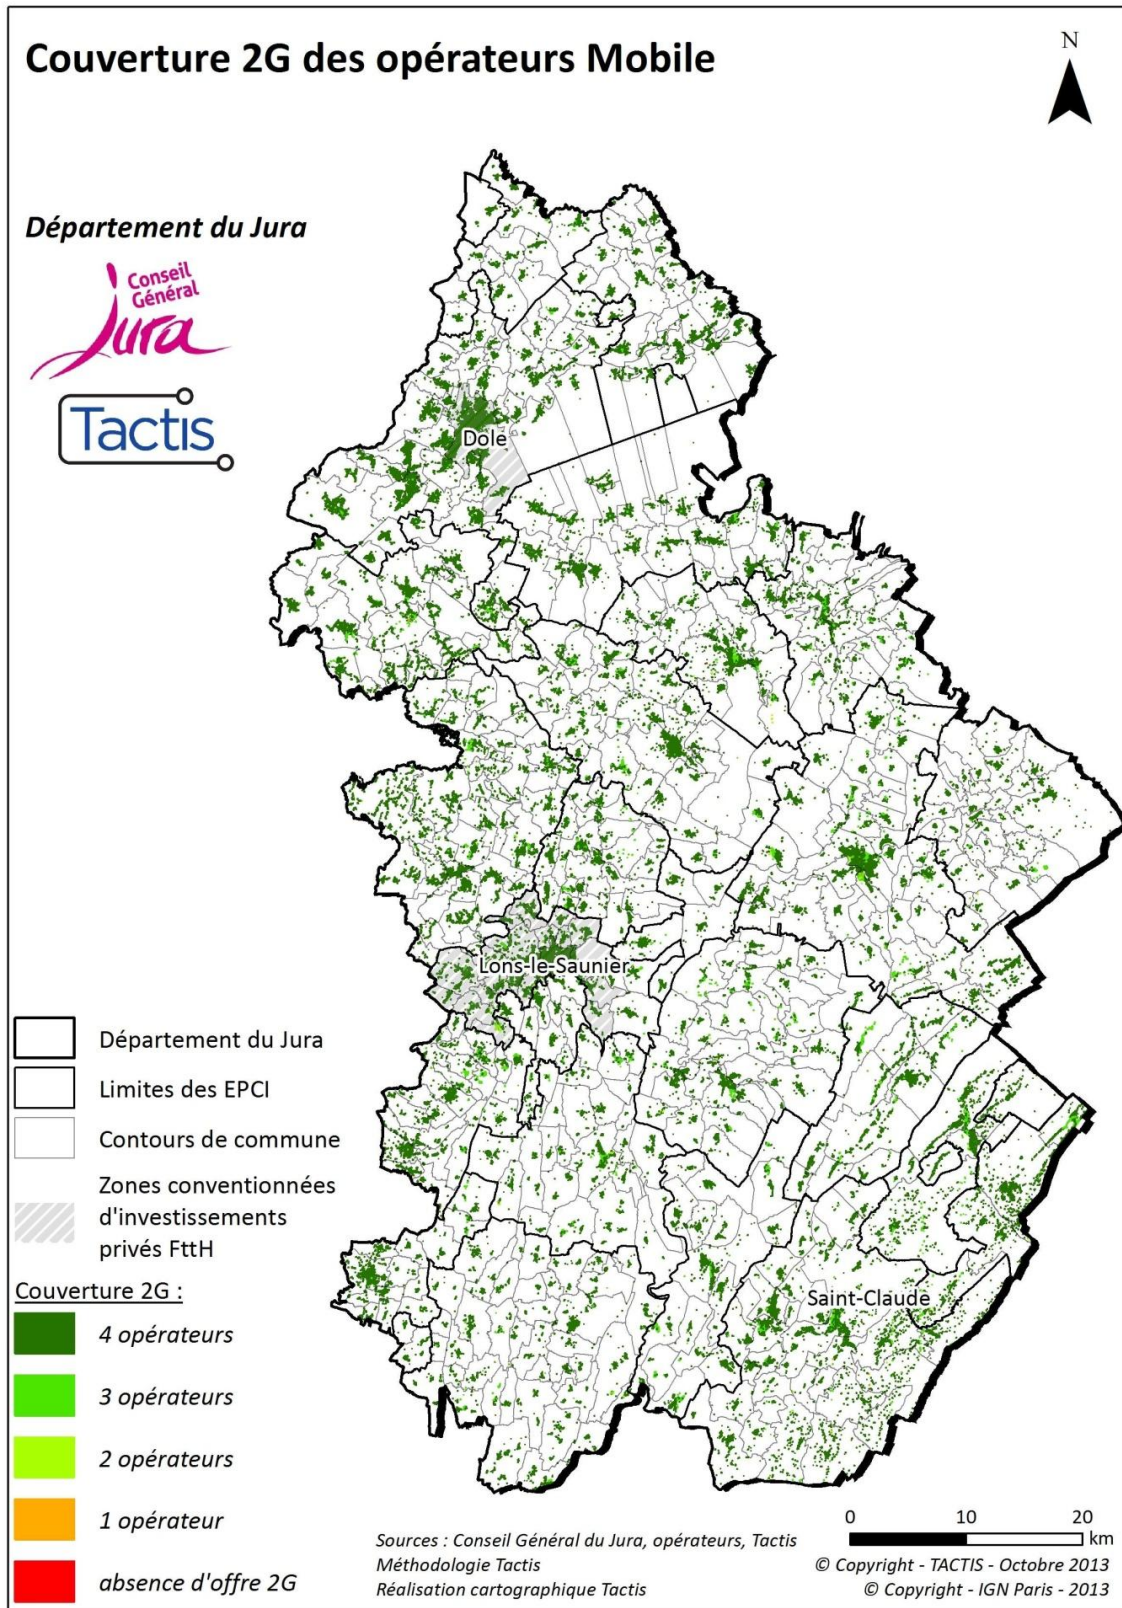 Couverture 2G des opérateurs Mobile
N
Département du Jura
Conseil
Général
Jura
Tactis
Dole
Lons-le-Saunier
Saint-Claude
Département du Jura
Limites des EPCI
Contours de commune
Zones conventionnées
d'investissements
privés FttH
Couverture 2G :
4 opérateurs
3 opérateurs
2 opérateurs
1 opérateur
absence d'offre 2G
Sources : Conseil Général du Jura, opérateurs, Tactis
Méthodologie Tactis
Réalisation cartographique Tactis
0 10 20
km
© Copyright - TACTIS - Octobre 2013
© Copyright - IGN Paris - 2013